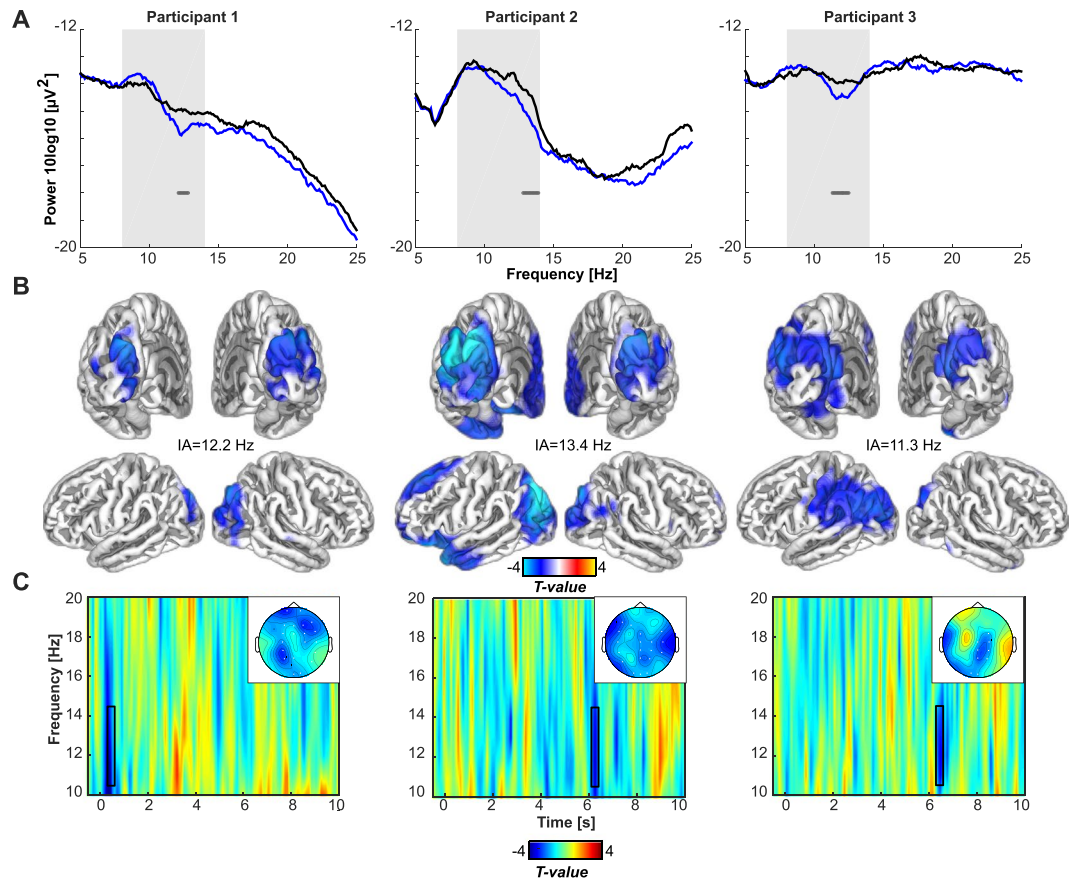 A
Participant 1
Participant 2
Participant 3
-12
-12
-12
Power 10log10 [µV^2]
-20
-20
-20
5 10 15 20 25
5 10 15 20 25
5 10 15 20 25
Frequency [Hz]
B
IA=12.2 Hz
IA=13.4 Hz
IA=11.3 Hz
-4 4
T-value
C
20
18
16
14
12
10
20
18
16
14
12
10
20
18
16
14
12
10
Frequency [Hz]
0 2 4 6 8 10
0 2 4 6 8 10
0 2 4 6 8 10
Time [s]
-4 4
T-value